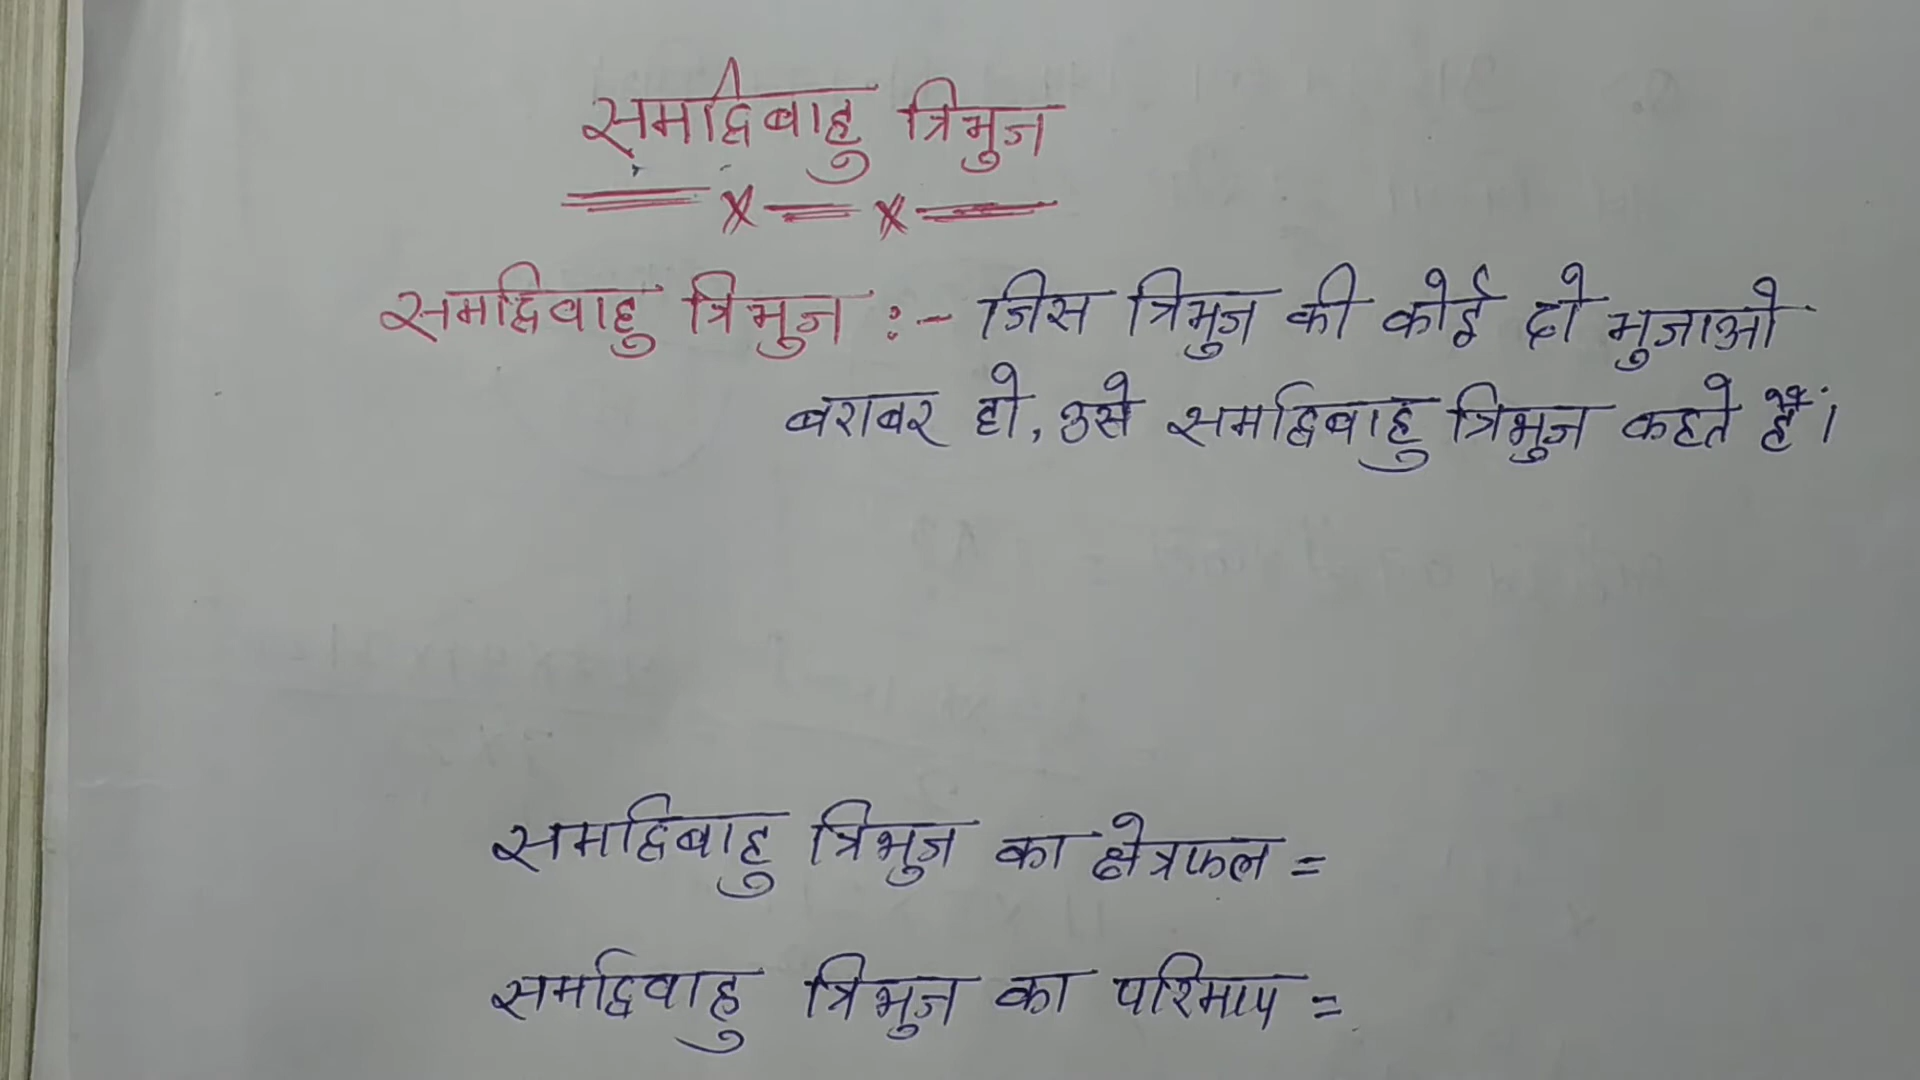 समद्विबाहु त्रिभुज
समद्विबाहु त्रिभुज :- जिस त्रिभुज की कोई दो भुजाओ
बराबर हो, उसे समद्विबाहु त्रिभुज कहते हैं।
समद्विबाहु त्रिभुज का क्षेत्रफल =
समद्विबाहु त्रिभुज का परिमाप =